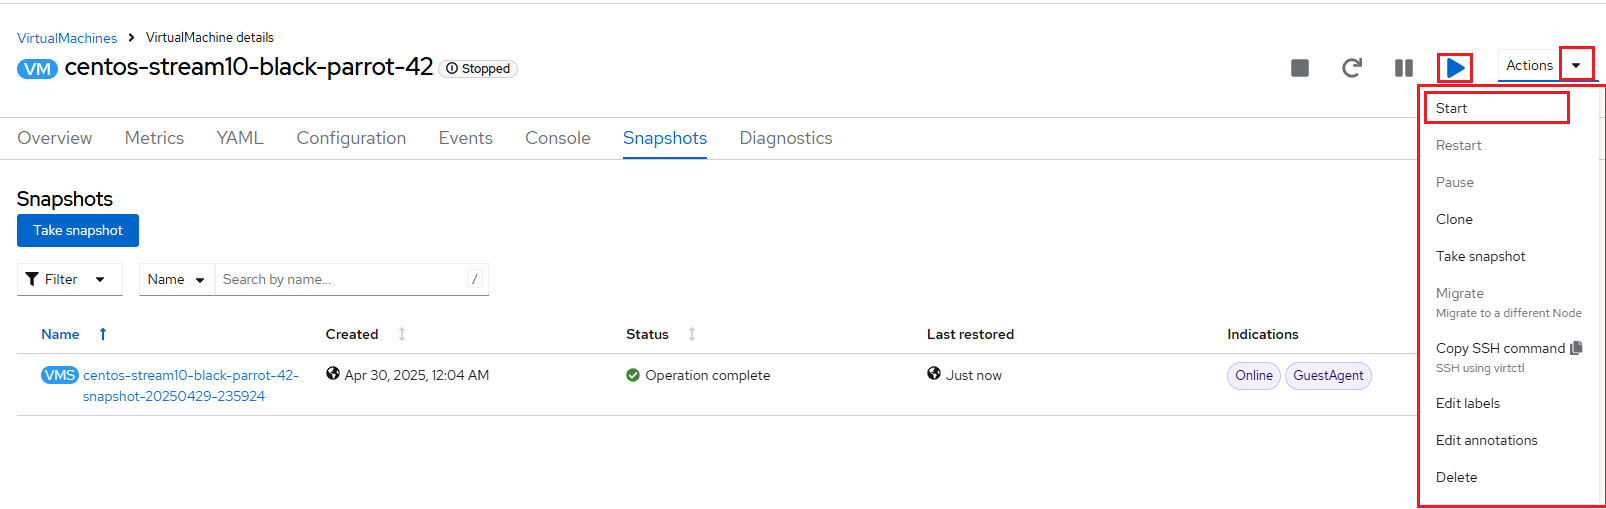 VirtualMachines > VirtualMachine details
VM centos-stream10-black-parrot-42 Stopped
Actions
Start
Restart
Pause
Clone
Take snapshot
Migrate
Migrate to a different Node
Copy SSH command
SSH using virtctl
Edit labels
Edit annotations
Delete
Overview Metrics YAML Configuration Events Console Snapshots Diagnostics
Snapshots
Take snapshot
Filter Name Search by name... /
Name Created Status Last restored Indications
VMS centos-stream10-black-parrot-42- Apr 30, 2025, 12:04 AM Operation complete Just now Online GuestAgent
snapshot-20250429-235924